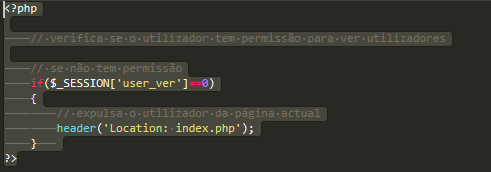 <?php
// verifica se o utilizador tem permissão para ver utilizadores
// se não tem permissão
if($_SESSION['user_ver']==0)
{
// expulsa o utilizador da página actual
header('Location: index.php');
}
?>